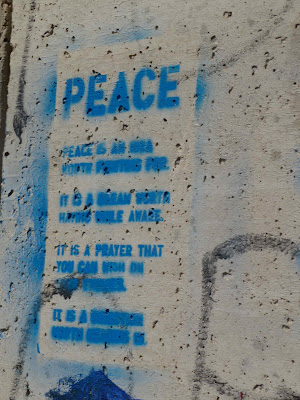 PEACE
PEACE IS AN IDEA
WORTH FIGHTING FOR.
IT IS A DREAM WORTH
HAVING WHILE AWAKE.
IT IS A PRAYER THAT
YOU CAN WISH ON
IT IS A
WORTH